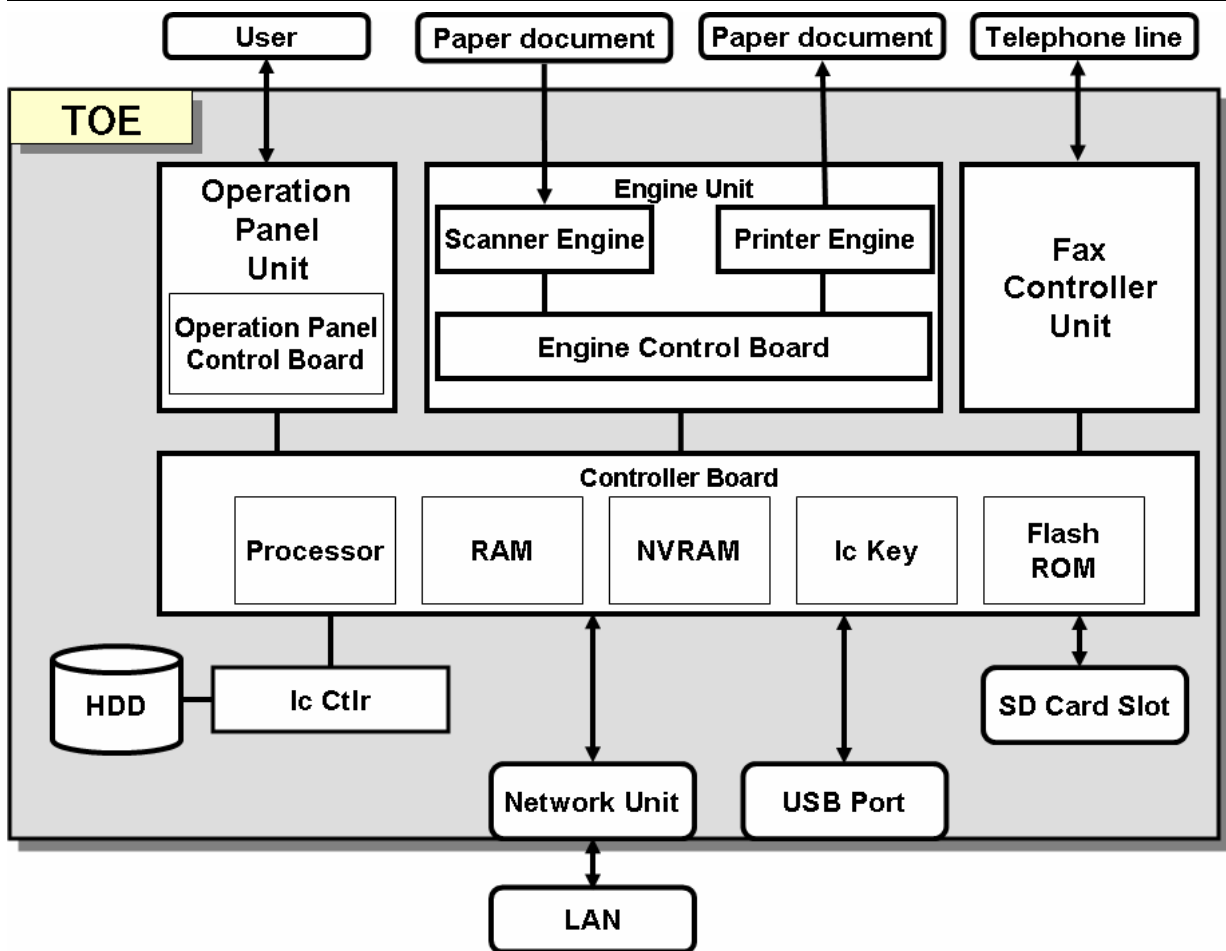 User
Paper document
Paper document
Telephone line
TOE
Operation
Panel
Unit
Operation Panel
Control Board
Engine Unit
Scanner Engine
Printer Engine
Engine Control Board
Fax
Controller
Unit
Controller Board
Processor
RAM
NVRAM
Ic Key
Flash
ROM
HDD
Ic Ctlr
SD Card Slot
Network Unit
USB Port
LAN